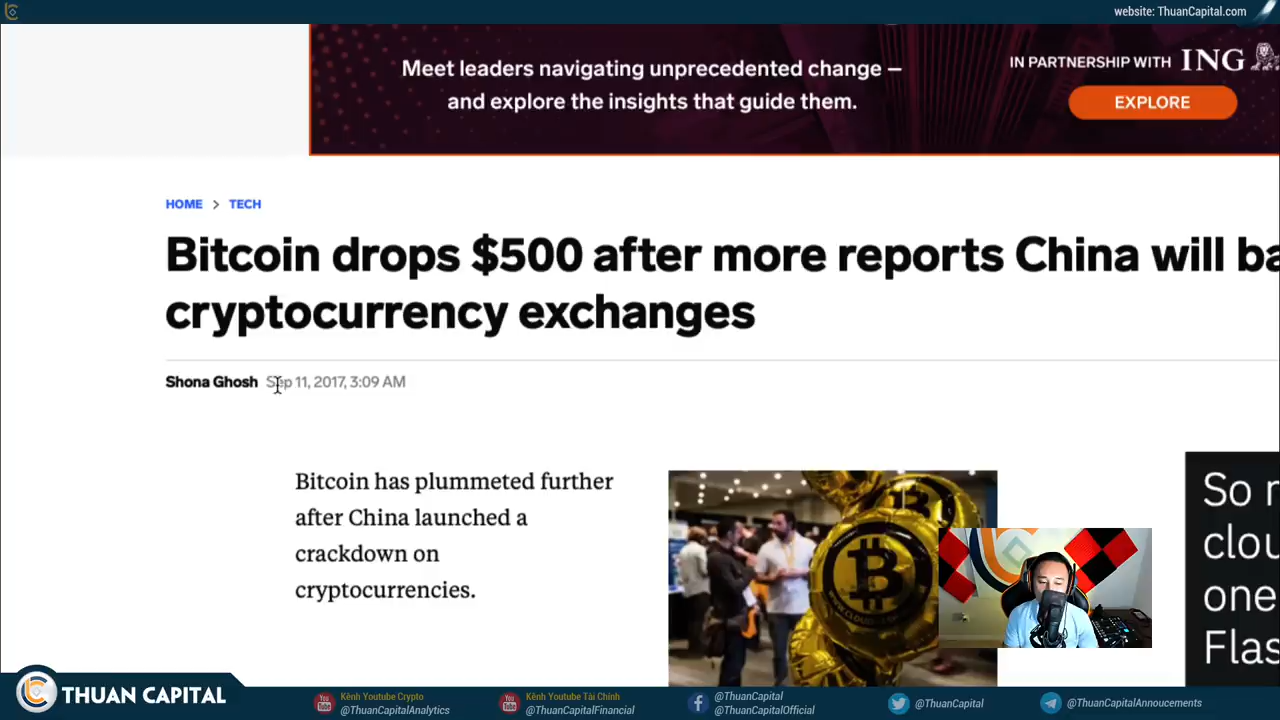 website: ThuanCapital.com
Meet leaders navigating unprecedented change —
and explore the insights that guide them.
IN PARTNERSHIP WITH ING
EXPLORE
HOME > TECH
Bitcoin drops $500 after more reports China will
cryptocurrency exchanges
Shona Ghosh Sep 11, 2017, 3:09 AM
Bitcoin has plummeted further
after China launched a
crackdown on
cryptocurrencies.
So
one
THUAN CAPITAL
Kênh Youtube Crypto
@ThuanCapitalAnalytics
Kênh Youtube Tài Chính
@ThuanCapitalFinancial
@ThuanCapital
@ThuanCapitalOfficial
@ThuanCapital
@ThuanCapitalAnnoucements